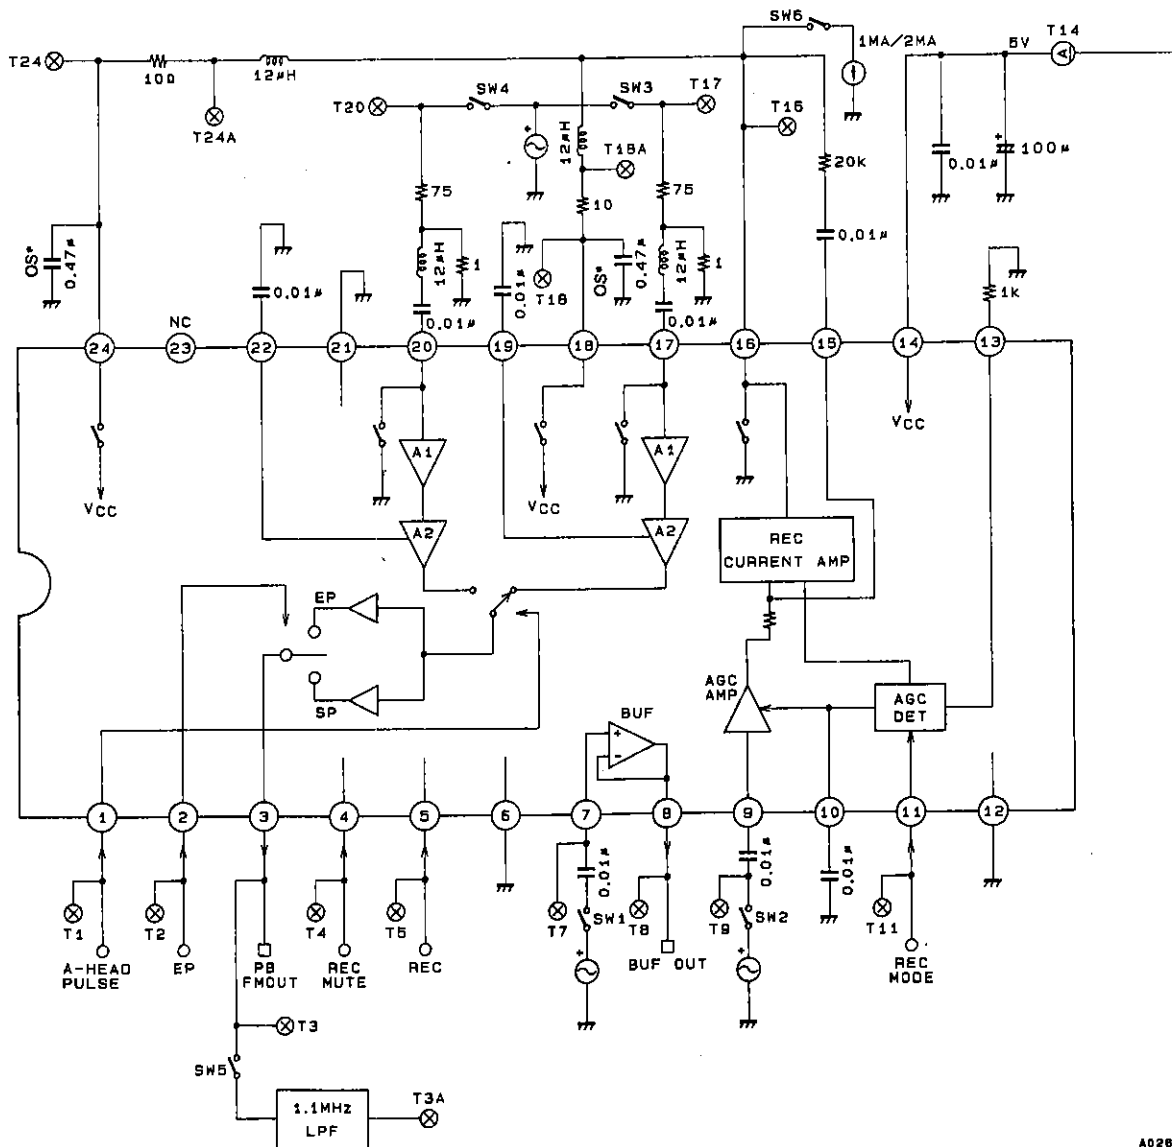 SW6
1MA/2MA
5V
T14
A
T24
10Ω
12μH
T24A
T20
SW4
SW3
T17
12μH
T18A
T16
20k
0.01μ
100μ
75
10
75
OS*
0.47μ
0.01μ
12μH
1
0.01μ
0.01μ
T18
OS*
0.47μ
12μH
1
0.01μ
0.01μ
1k
NC
24
23
22
21
20
19
18
17
16
15
14
13
VCC
A1
A1
VCC
VCC
A2
A2
REC
CURRENT AMP
EP
SP
AGC
AMP
AGC
DET
BUF
+
-
1
2
3
4
5
6
7
8
9
10
11
12
T1
T2
T4
T5
T7
0.01μ
SW1
T8
T9
0.01μ
SW2
0.01μ
T11
A-HEAD
PULSE
EP
PB
FMOUT
REC
MUTE
REC
BUF OUT
REC
MODE
T3
SW5
1.1MHz
LPF
T3A
A028